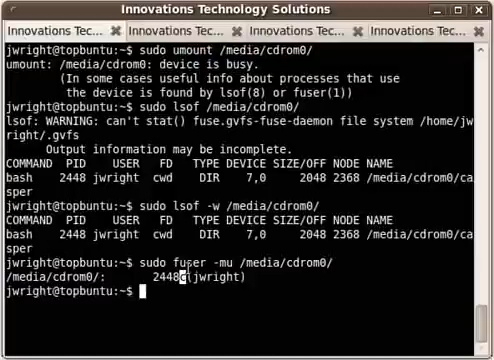 Innovations Technology Solutions
Innovations Tec... Innovations Tec... Innovations Tec... Innovations Tec...
jwright@topbuntu:~$ sudo umount /media/cdrom0/
umount: /media/cdrom0: device is busy.
(In some cases useful info about processes that use
the device is found by lsof(8) or fuser(1))
jwright@topbuntu:~$ sudo lsof /media/cdrom0/
lsof: WARNING: can't stat() fuse.gvfs-fuse-daemon file system /home/jw
right/.gvfs
Output information may be incomplete.
COMMAND PID USER FD TYPE DEVICE SIZE/OFF NODE NAME
bash 2448 jwright cwd DIR 7,0 2048 2368 /media/cdrom0/ca
sper
jwright@topbuntu:~$ sudo lsof -w /media/cdrom0/
COMMAND PID USER FD TYPE DEVICE SIZE/OFF NODE NAME
bash 2448 jwright cwd DIR 7,0 2048 2368 /media/cdrom0/ca
sper
jwright@topbuntu:~$ sudo fuser -mu /media/cdrom0/
/media/cdrom0/: 2448c(jwright)
jwright@topbuntu:~$